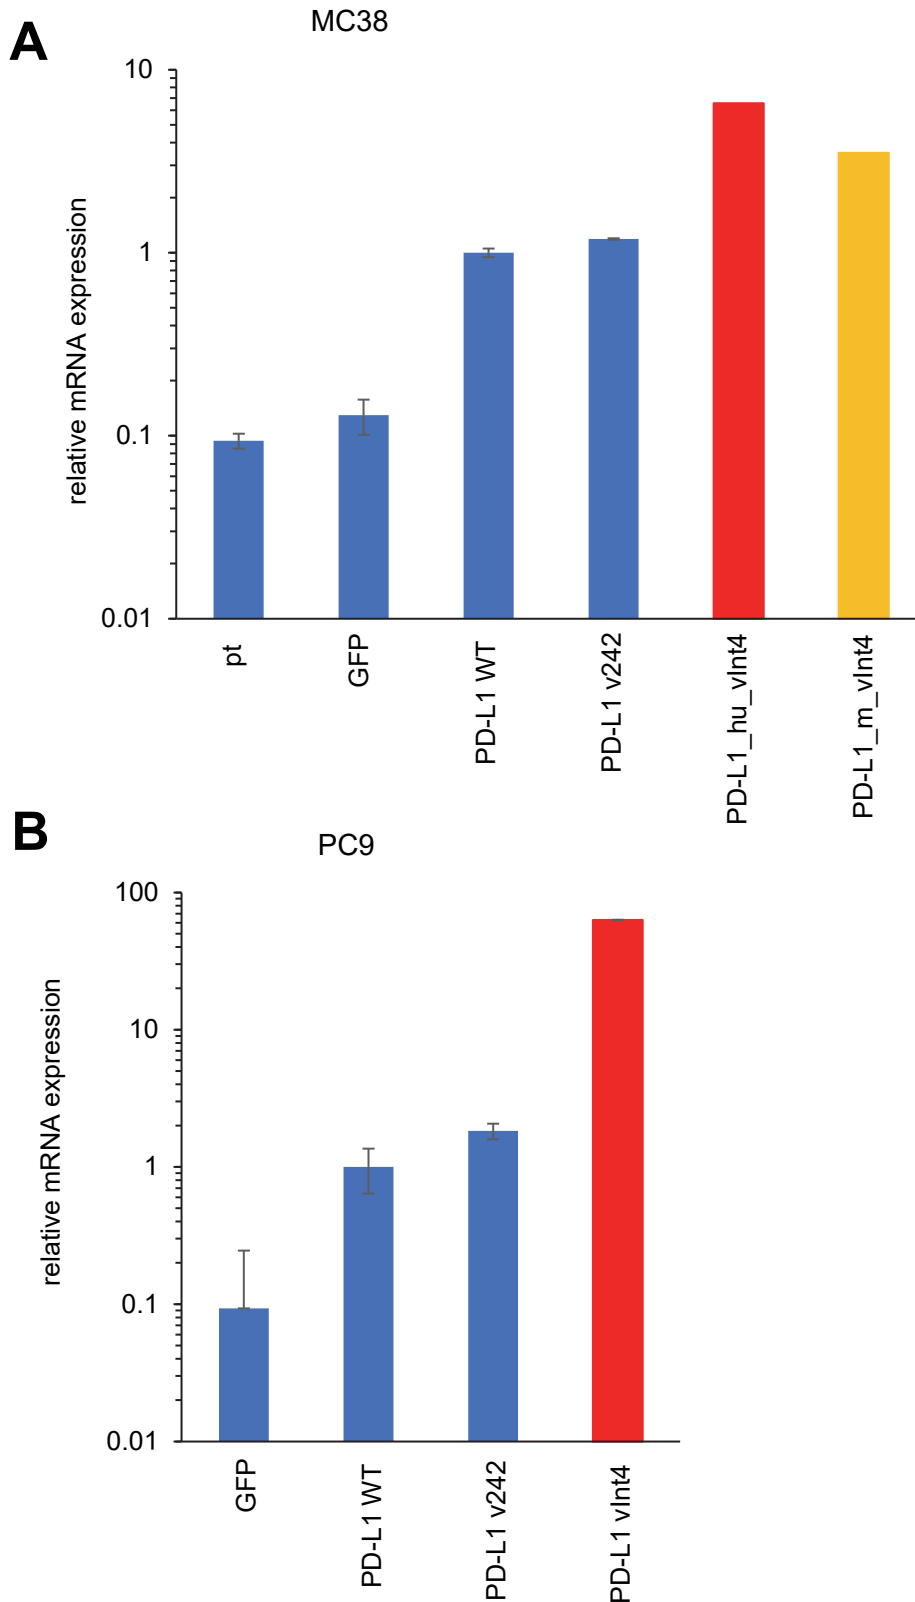 A
MC38
relative mRNA expression
10
1
0.1
0.01
pt
GFP
PD-L1 WT
PD-L1 v242
PD-L1_hu_vInt4
PD-L1_m_vInt4
B
PC9
relative mRNA expression
100
10
1
0.1
0.01
GFP
PD-L1 WT
PD-L1 v242
PD-L1 vInt4